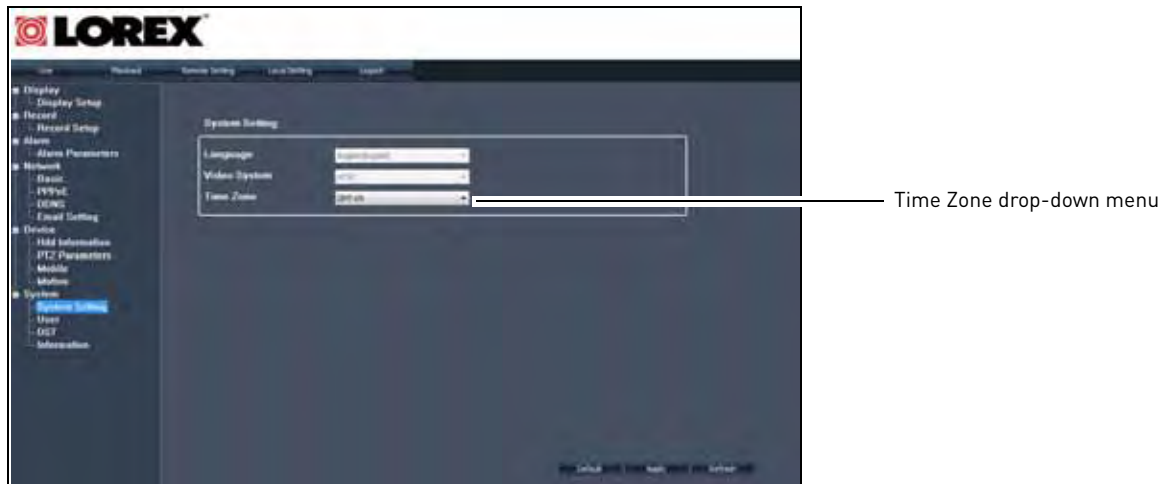 LOREX
Live Playback Remote Setting Local Setting Logout
Display
Display Setup
Record
Record Setup
Alarm
Alarm Parameters
Network
Basic
PPPoE
DDNS
Email Setting
Device
Hdd Information
PTZ Parameters
Mobile
Motion
System
System Setting
User
DST
Information
System Setting
Language
Video System
Time Zone
Time Zone drop-down menu
Default Apply Refresh